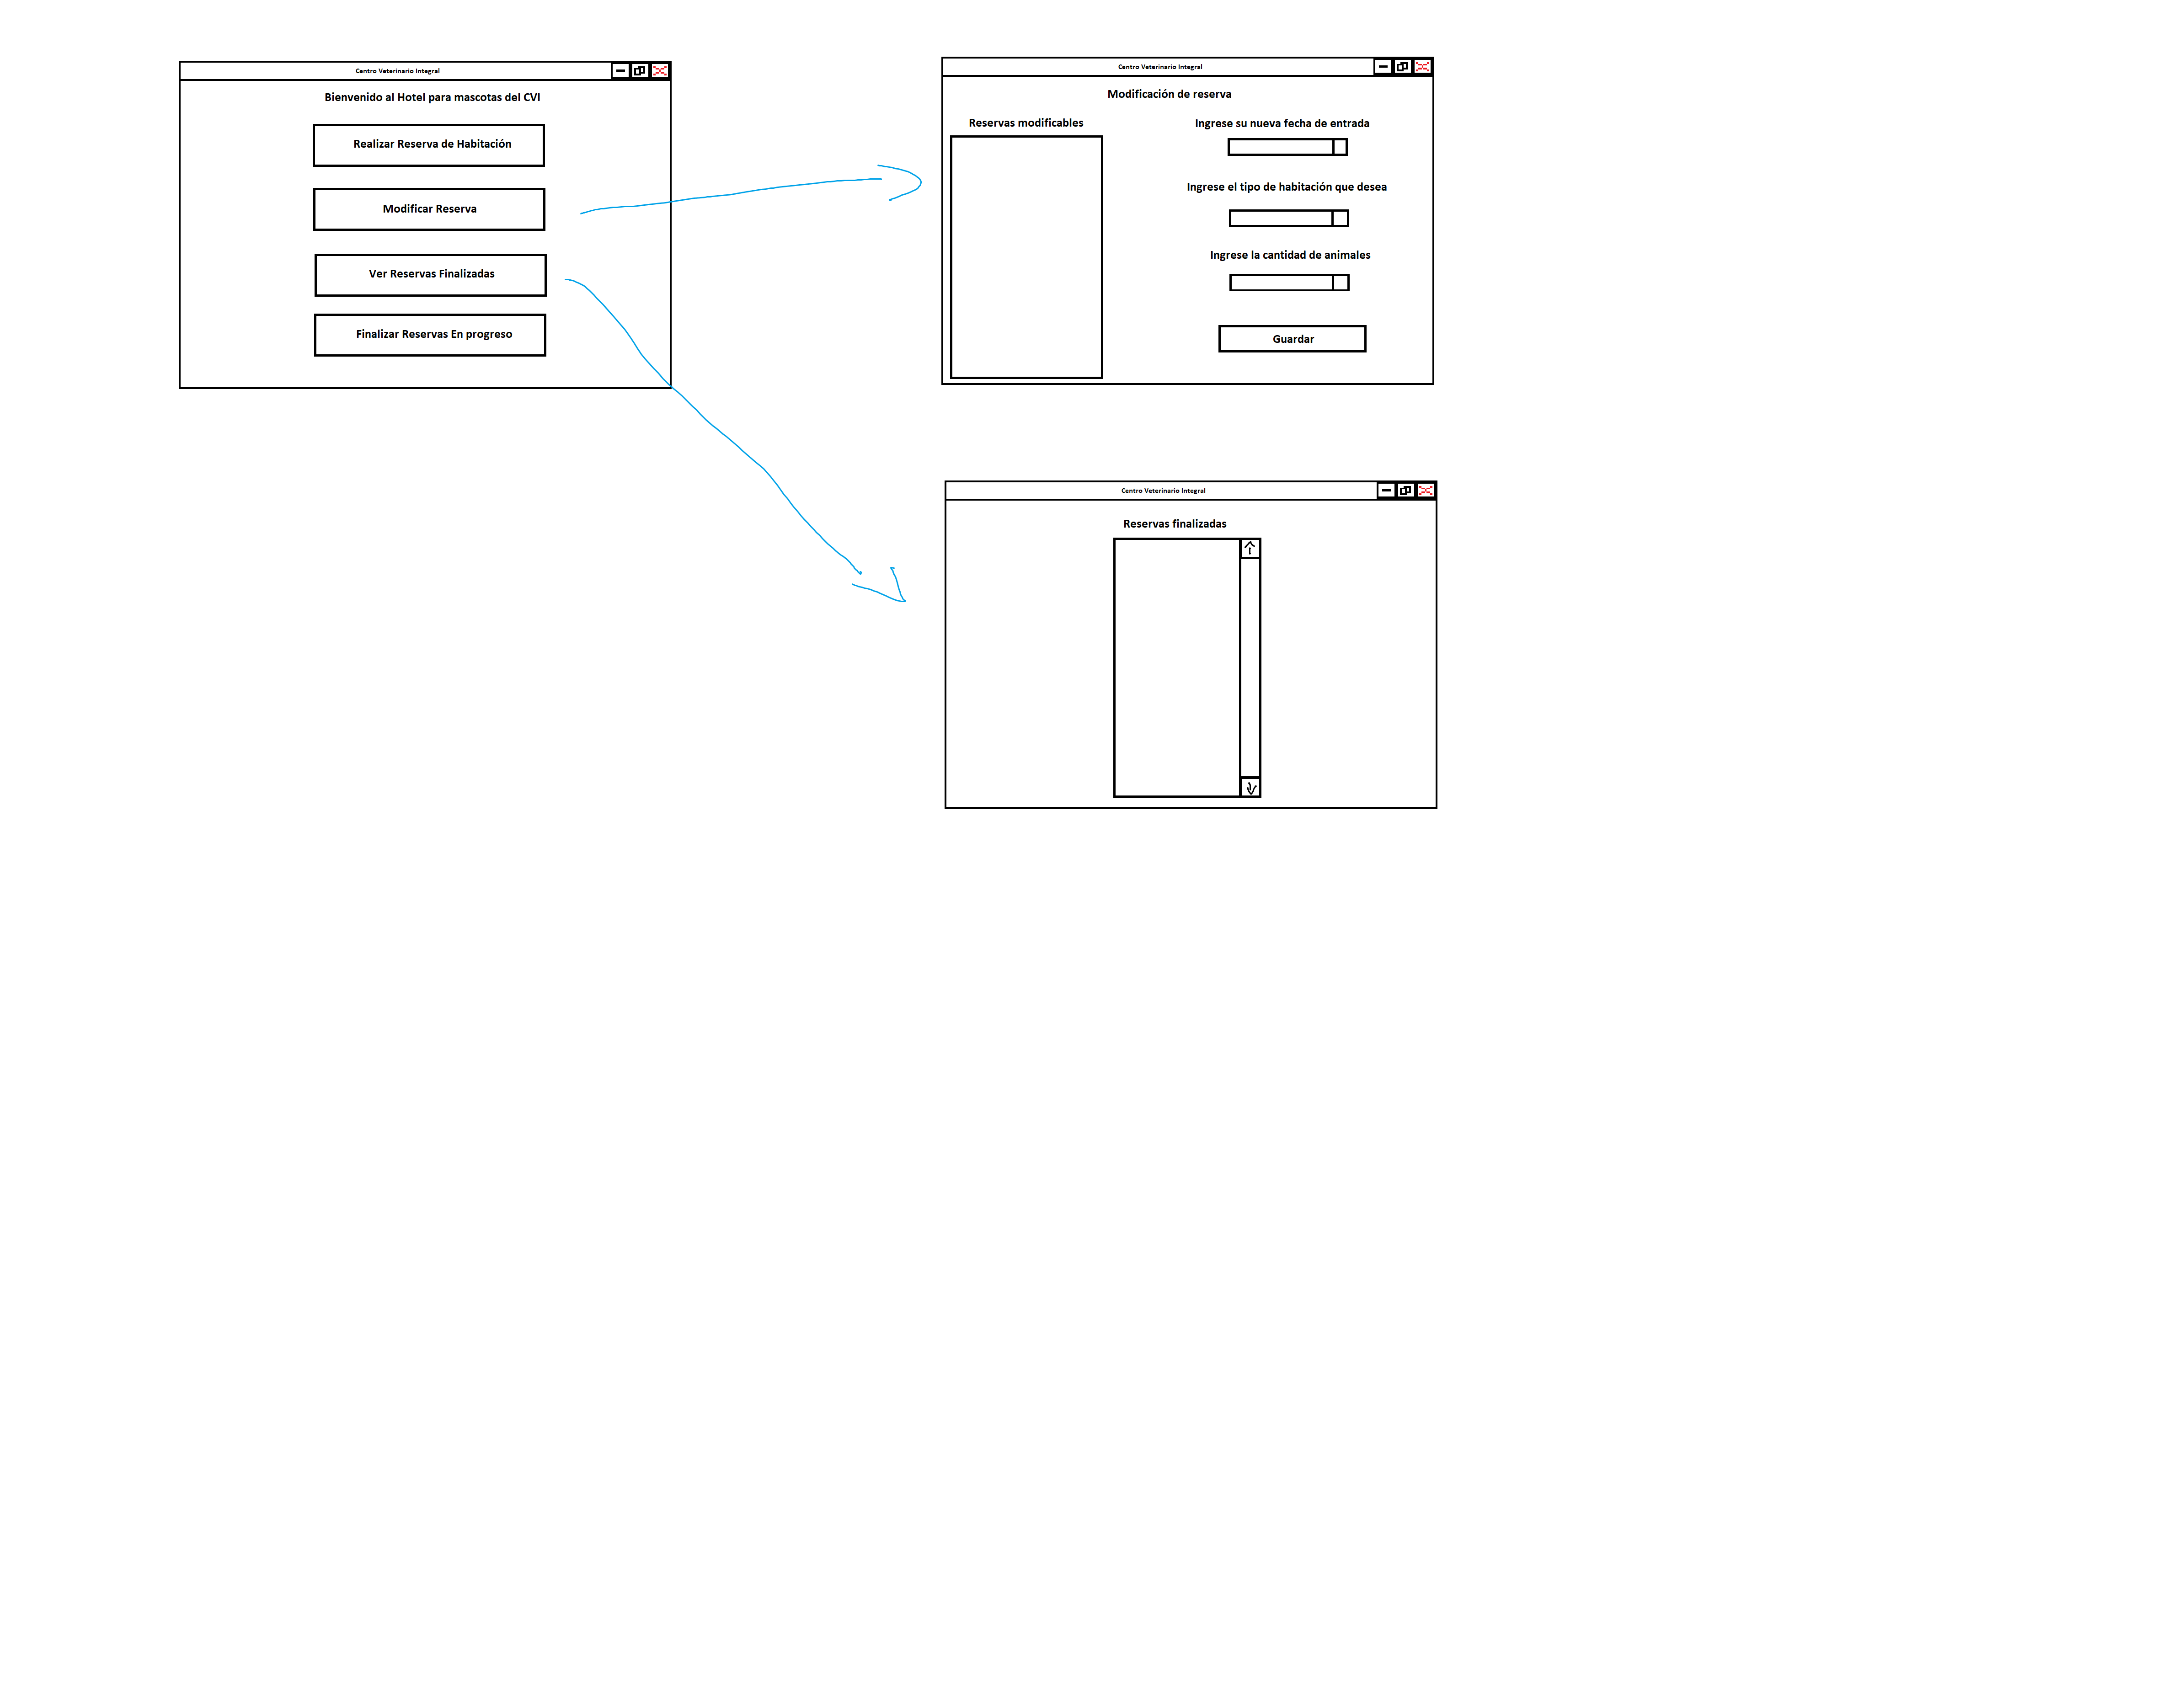 Centro Veterinario Integral
Bienvenido al Hotel para mascotas del CVI
Realizar Reserva de Habitación
Modificar Reserva
Ver Reservas Finalizadas
Finalizar Reservas En progreso
Centro Veterinario Integral
Modificación de reserva
Reservas modificables
Ingrese su nueva fecha de entrada
Ingrese el tipo de habitación que desea
Ingrese la cantidad de animales
Guardar
Centro Veterinario Integral
Reservas finalizadas